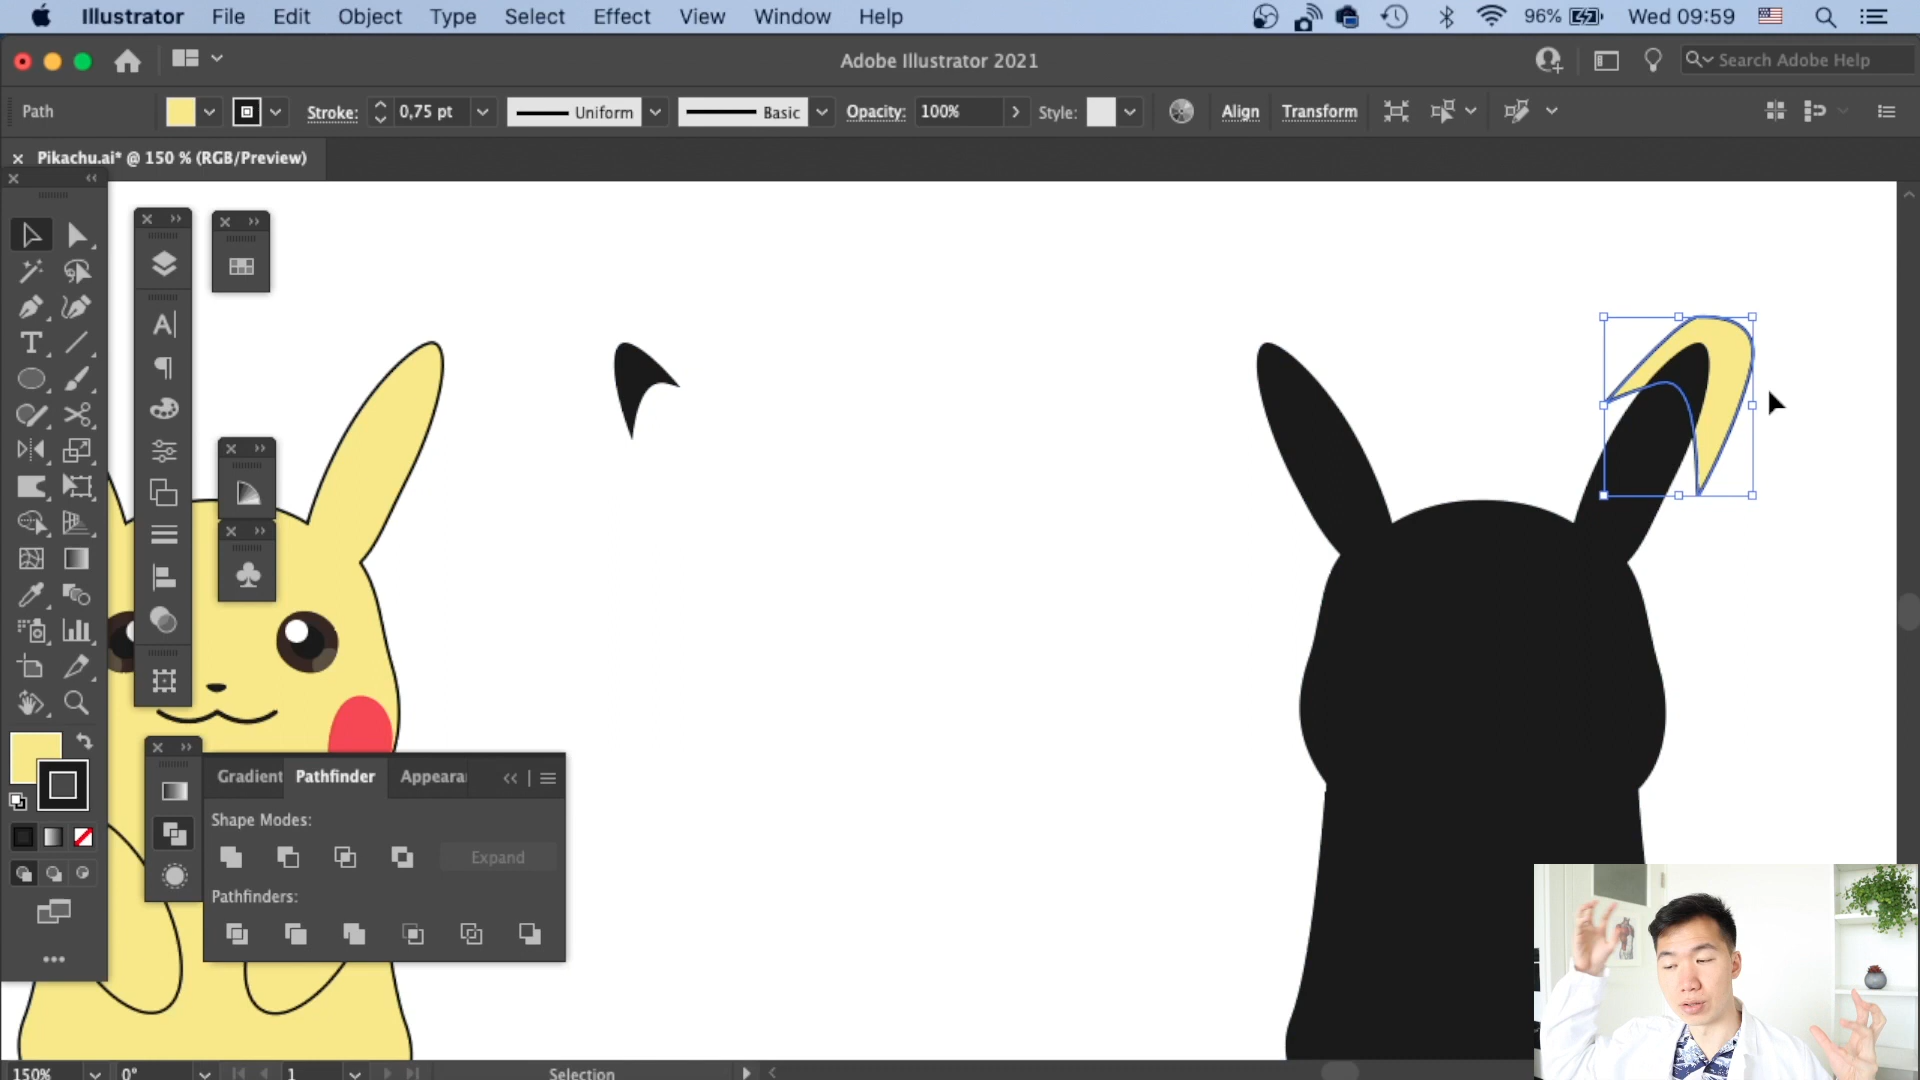 Illustrator File Edit Object Type Select Effect View Window Help 96% Wed 09:59
Adobe Illustrator 2021 Search Adobe Help
Path Stroke: 0,75 pt Uniform Basic Opacity: 100% Style: Align Transform
Pikachu.ai* @ 150 % (RGB/Preview)
Gradient Pathfinder Appeara
Shape Modes:
Expand
Pathfinders:
150% 0° 1 Selection